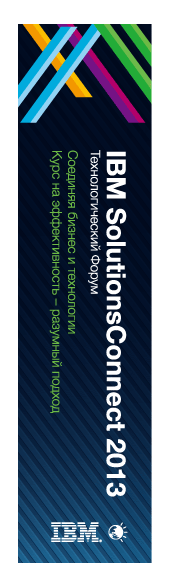 IBM SolutionsConnect 2013
Технологический Форум
Соединяя бизнес и технологии
Курс на эффективность – разумный подход
IBM.